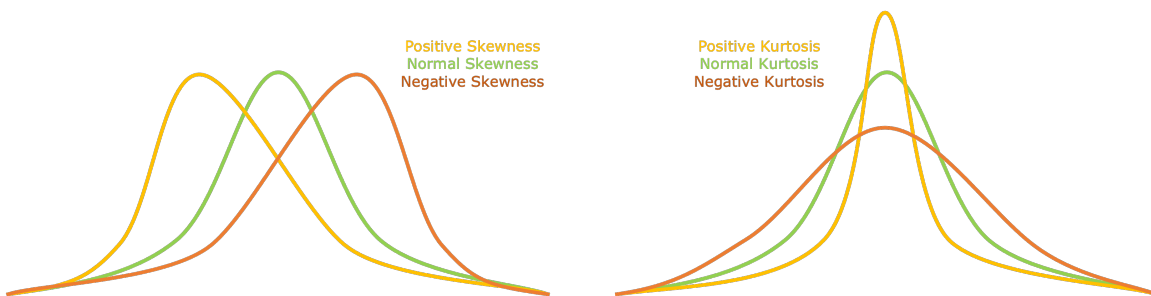 Positive Skewness
Normal Skewness
Negative Skewness
Positive Kurtosis
Normal Kurtosis
Negative Kurtosis